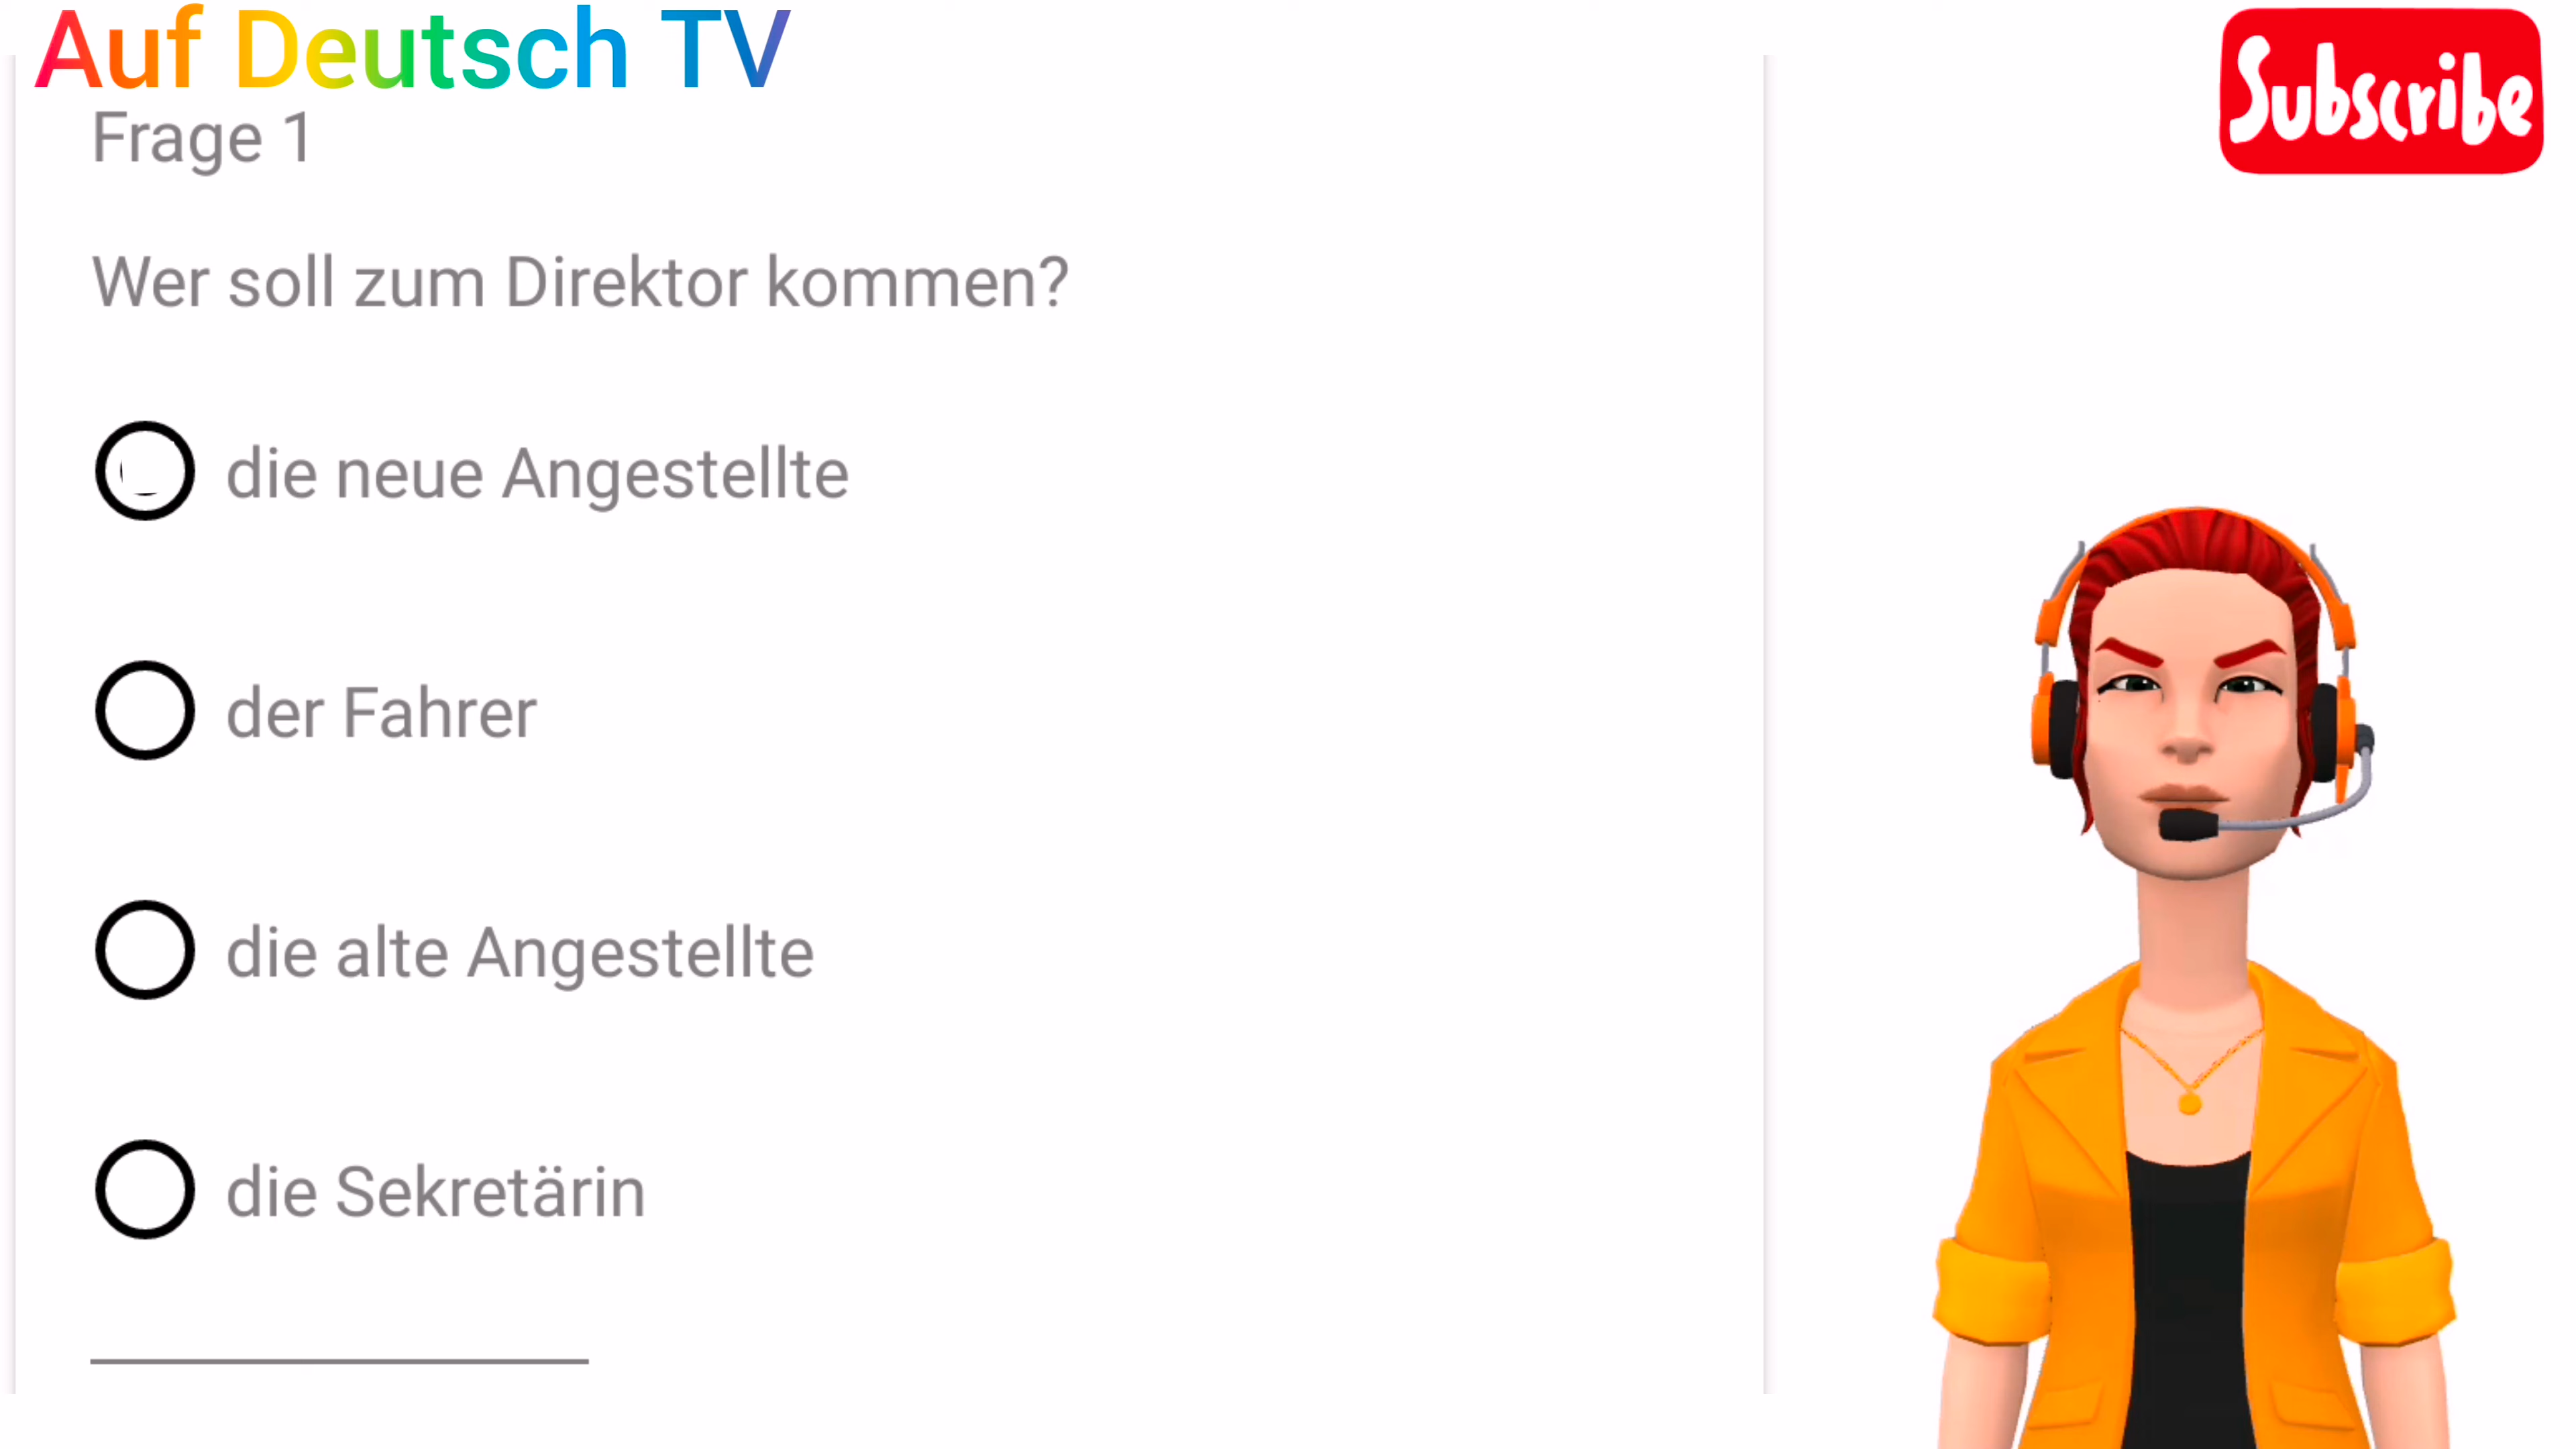 Auf Deutsch TV
Subscribe
Frage 1
Wer soll zum Direktor kommen?
die neue Angestellte
der Fahrer
die alte Angestellte
die Sekretärin